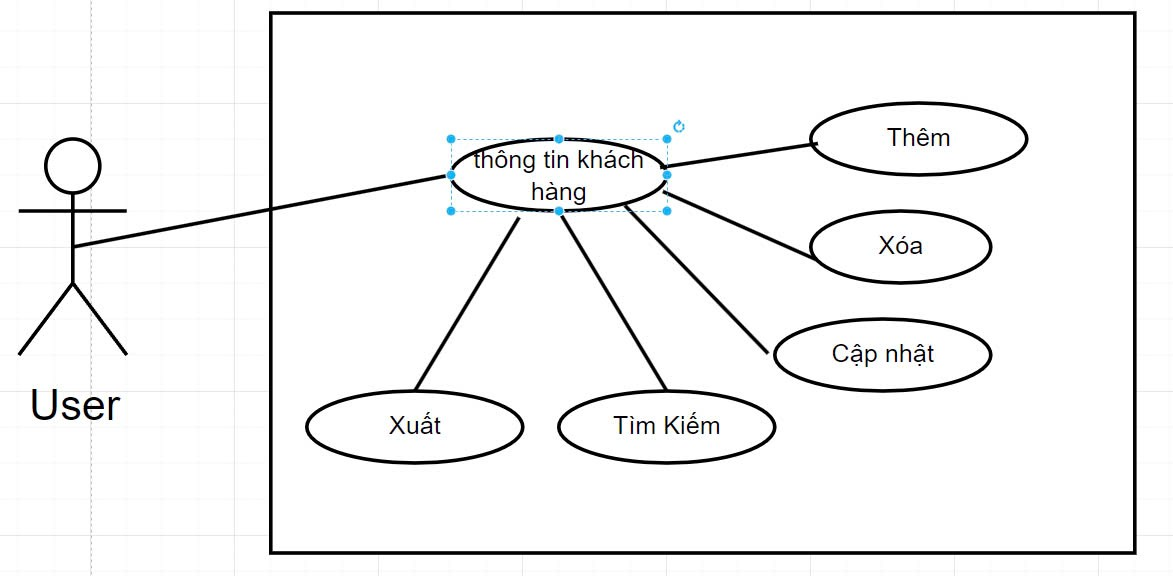 thông tin khách
hàng
Thêm
Xóa
Cập nhật
User
Xuất
Tìm Kiếm